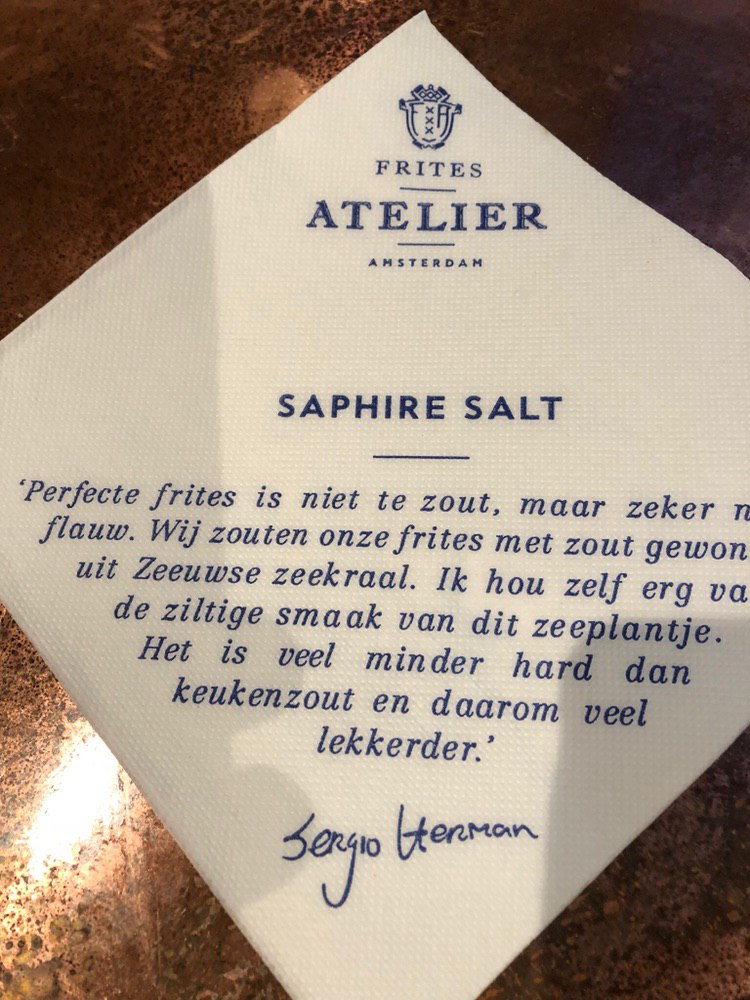 FRITES
ATELIER
AMSTERDAM
SAPHIRE SALT
‘Perfecte frites is niet te zout, maar zeker
flauw. Wij zouten onze frites met zout
uit Zeeuwse zeekraal. Ik hou zelf erg
de ziltige smaak van dit zeeplantje.
Het is veel minder hard dan
keukenzout en daarom veel
lekkerder.’
Sergio Herman